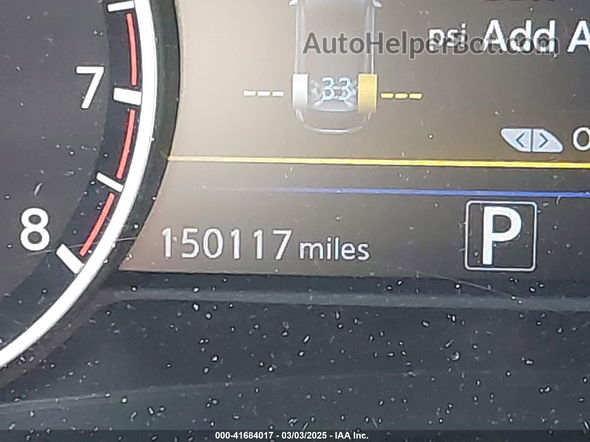 AutoHelperBot.com
psi Add A
7
33
--- ---
8
150117 miles
P
000-41684017 - 03/03/2025 - IAA Inc.